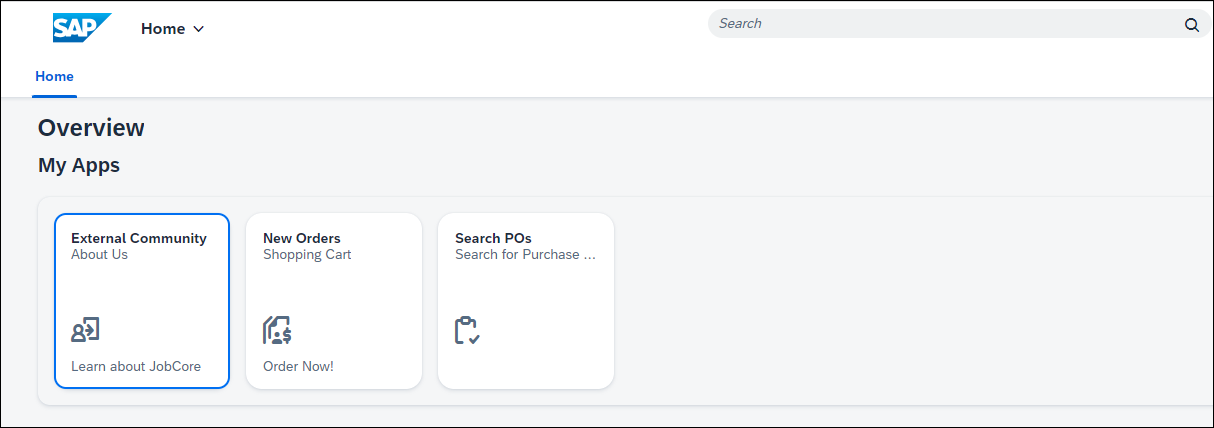 SAP
Home
Search
Home
Overview
My Apps
External Community
About Us
Learn about JobCore
New Orders
Shopping Cart
Order Now!
Search POs
Search for Purchase ...